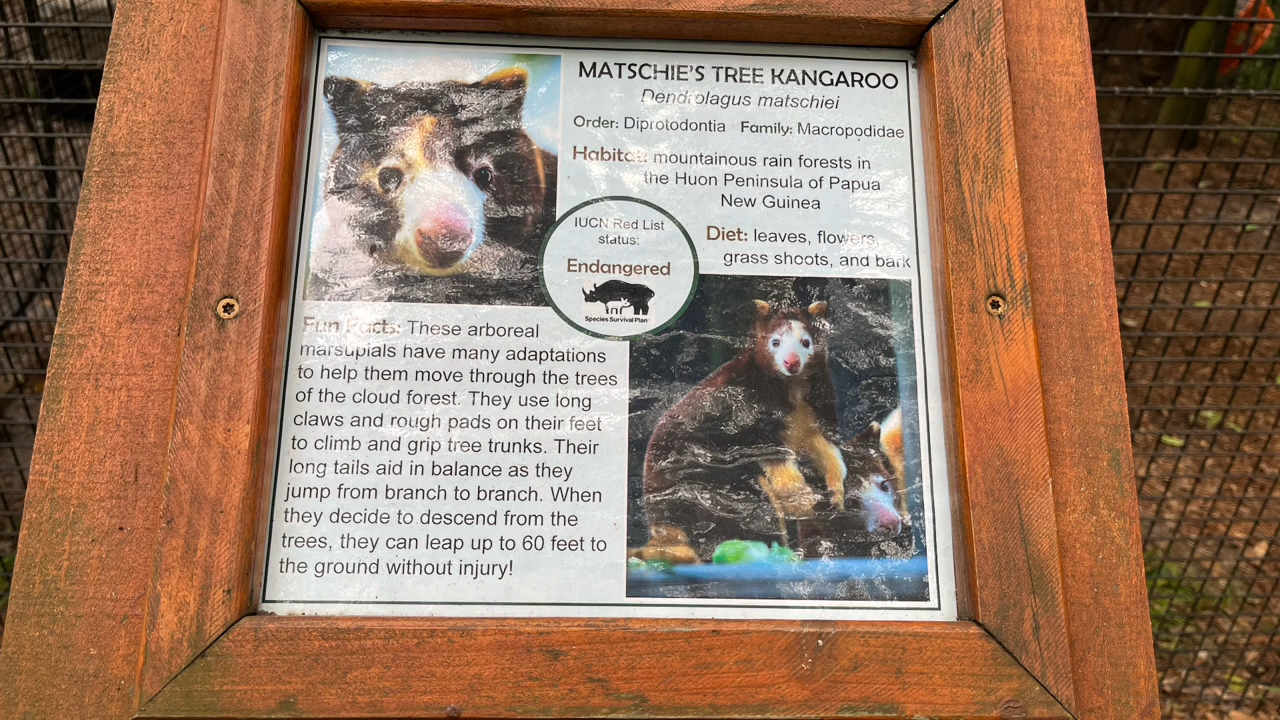 MATSCHIE'S TREE KANGAROO
Dendrolagus matschiei
Order: Diprotodontia Family: Macropodidae
Habitat: mountainous rain forests in
the Huon Peninsula of Papua
New Guinea
IUCN Red List
status:
Endangered
Species Survival Plan
Diet: leaves, flowers,
grass shoots, and bark
Fun Facts: These arboreal
marsupials have many adaptations
to help them move through the trees
of the cloud forest. They use long
claws and rough pads on their feet
to climb and grip tree trunks. Their
long tails aid in balance as they
jump from branch to branch. When
they decide to descend from the
trees, they can leap up to 60 feet to
the ground without injury!